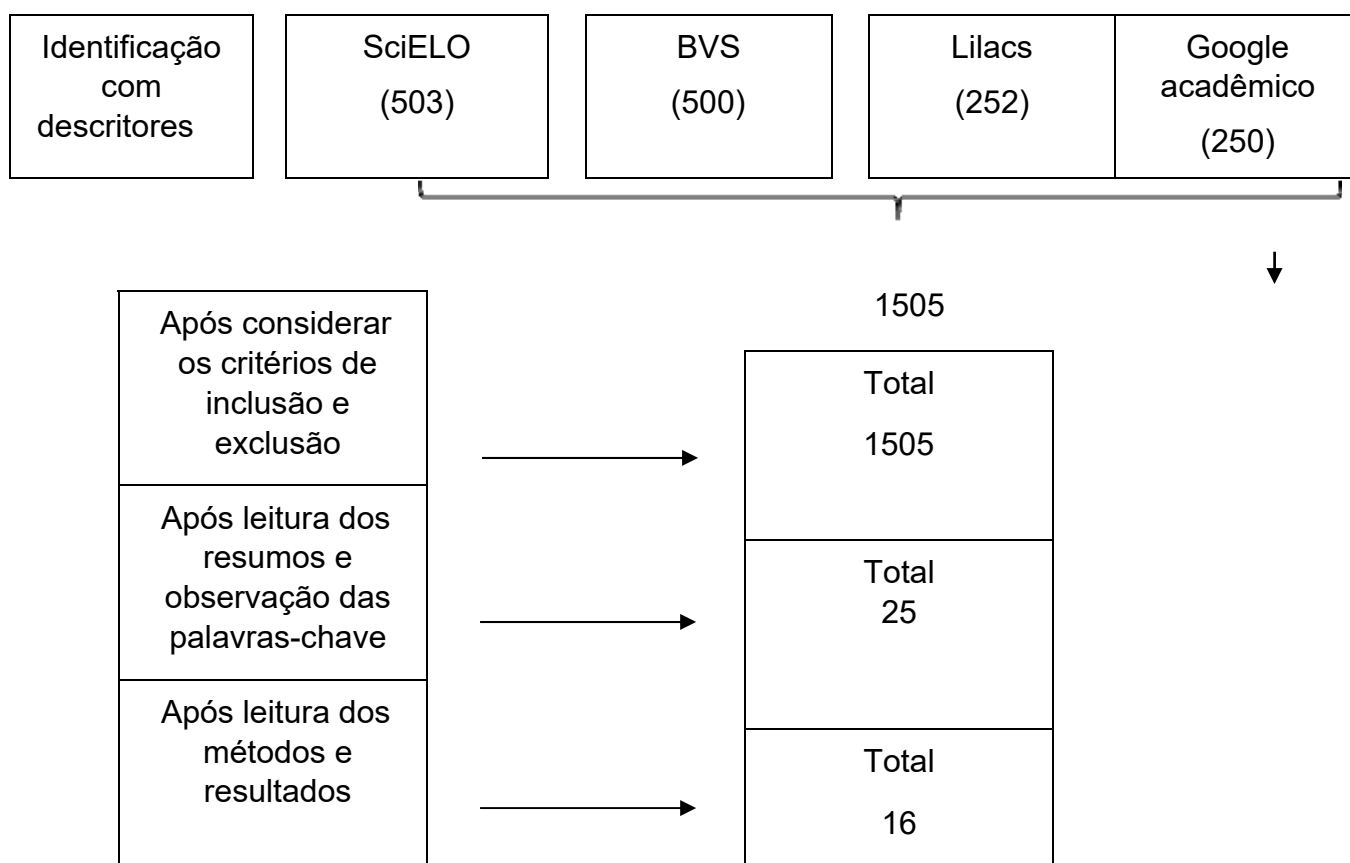 Identificação
com
descritores
SciELO
(503)
BVS
(500)
Lilacs
(252)
Google
acadêmico
(250)
1505
Após considerar
os critérios de
inclusão e
exclusão
Total
1505
Após leitura dos
resumos e
observação das
palavras-chave
Total
25
Após leitura dos
métodos e
resultados
Total
16